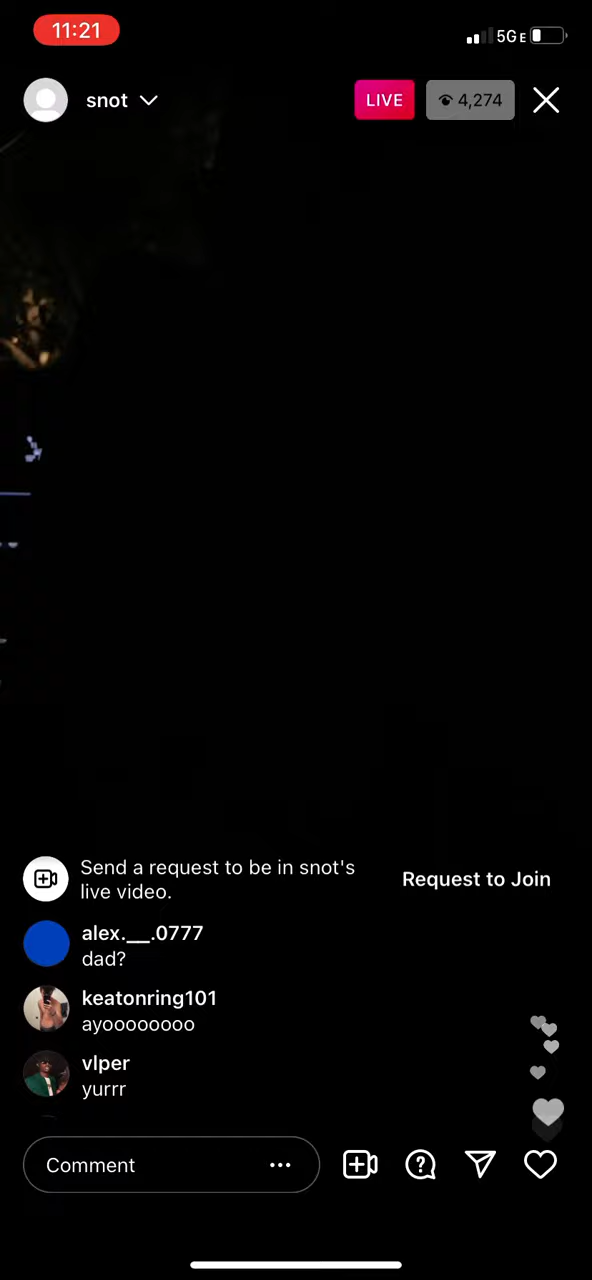 11:21
5G E
snot
LIVE
4,274
Send a request to be in snot's
live video.
Request to Join
alex.__.0777
dad?
keatonring101
ayoooooooo
vlper
yurrr
Comment